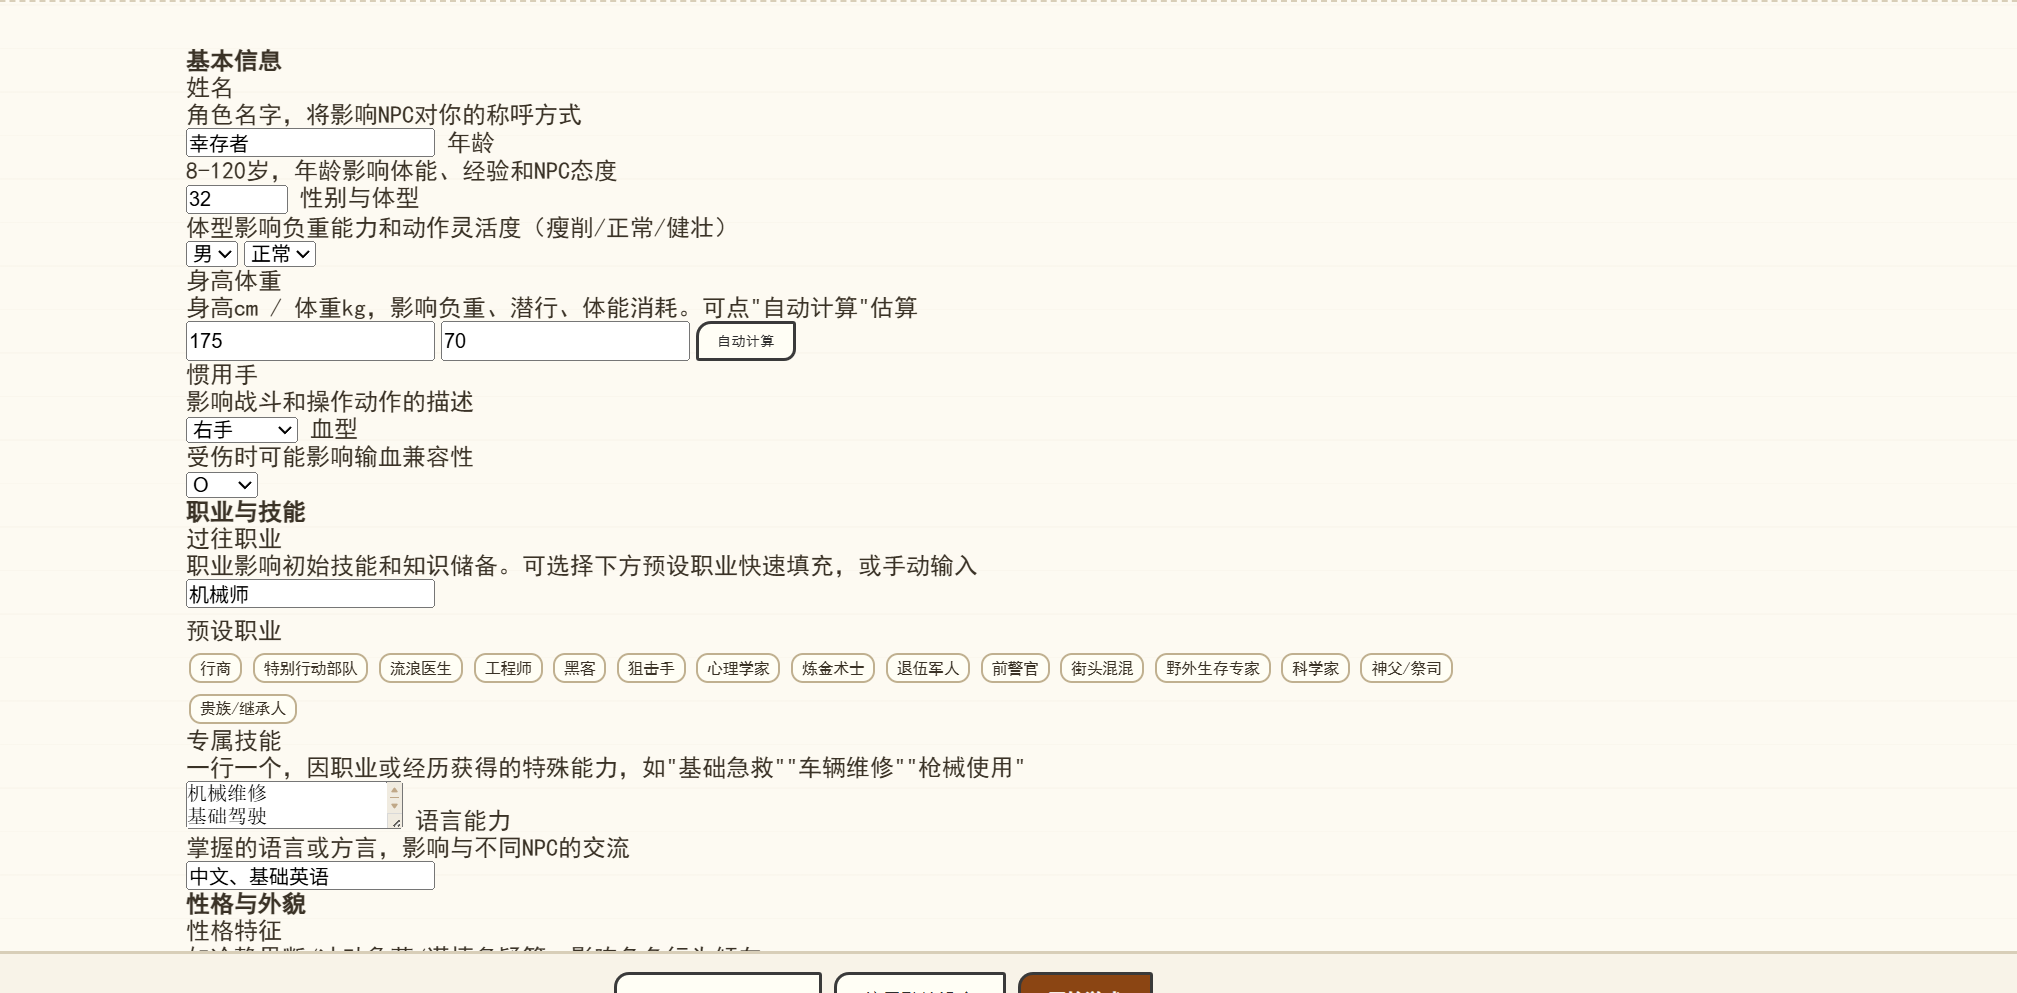 基本信息
姓名
角色名字，将影响NPC对你的称呼方式
幸存者 年龄
8-120岁，年龄影响体能、经验和NPC态度
32 性别与体型
体型影响负重能力和动作灵活度（瘦削/正常/健壮）
男 正常
身高体重
身高cm / 体重kg，影响负重、潜行、体能消耗。可点"自动计算"估算
175 70 自动计算
惯用手
影响战斗和操作动作的描述
右手 血型
受伤时可能影响输血兼容性
O
职业与技能
过往职业
职业影响初始技能和知识储备。可选择下方预设职业快速填充，或手动输入
机械师
预设职业
行商 特别行动部队 流浪医生 工程师 黑客 狙击手 心理学家 炼金术士 退伍军人 前警官 街头混混 野外生存专家 科学家 神父/祭司
贵族/继承人
专属技能
一行一个，因职业或经历获得的特殊能力，如"基础急救""车辆维修""枪械使用"
机械维修
基础驾驶 语言能力
掌握的语言或方言，影响与不同NPC的交流
中文、基础英语
性格与外貌
性格特征